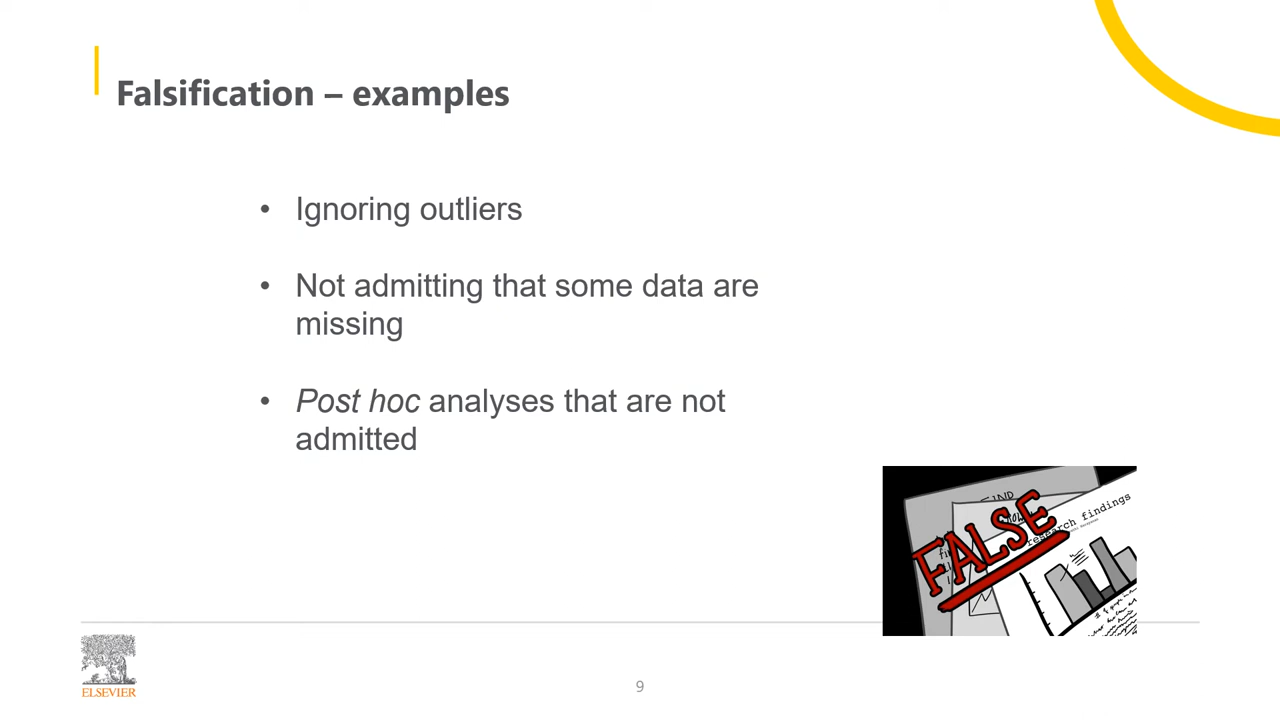 Falsification – examples
• Ignoring outliers
• Not admitting that some data are
missing
• Post hoc analyses that are not
admitted
FALSE
research findings
ELSEVIER
9